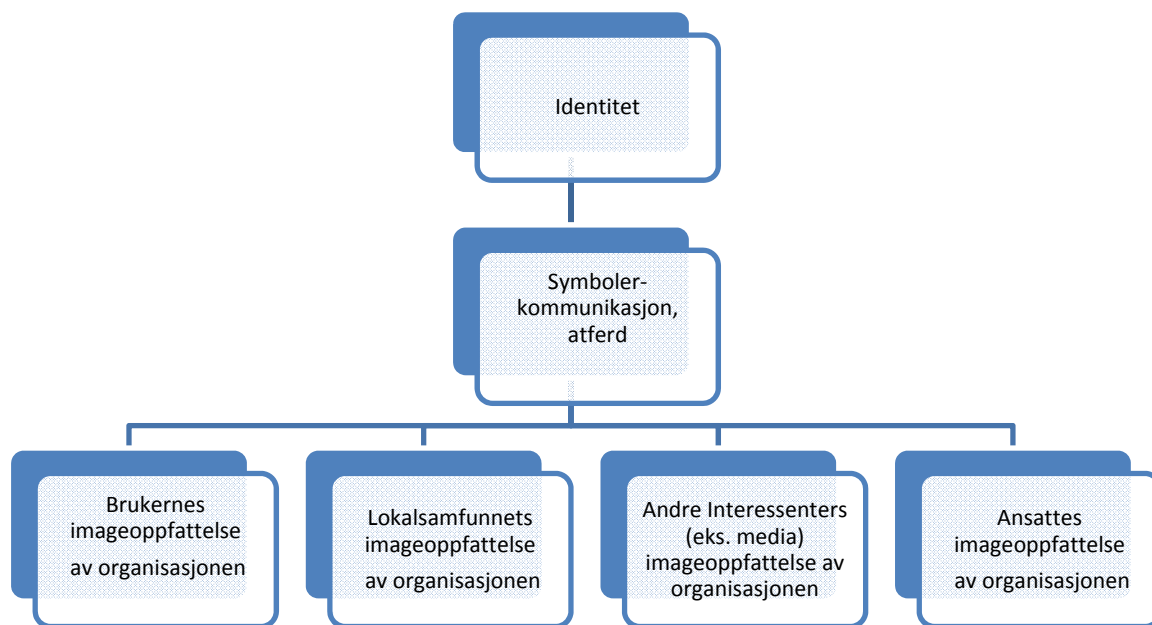 Identitet
Symboler-
kommunikasjon,
atferd
Brukernes
imageoppfattelse
av organisasjonen
Lokalsamfunnets
imageoppfattelse
av organisasjonen
Andre Interessenters
(eks. media)
imageoppfattelse av
organisasjonen
Ansattes
imageoppfattelse
av organisasjonen